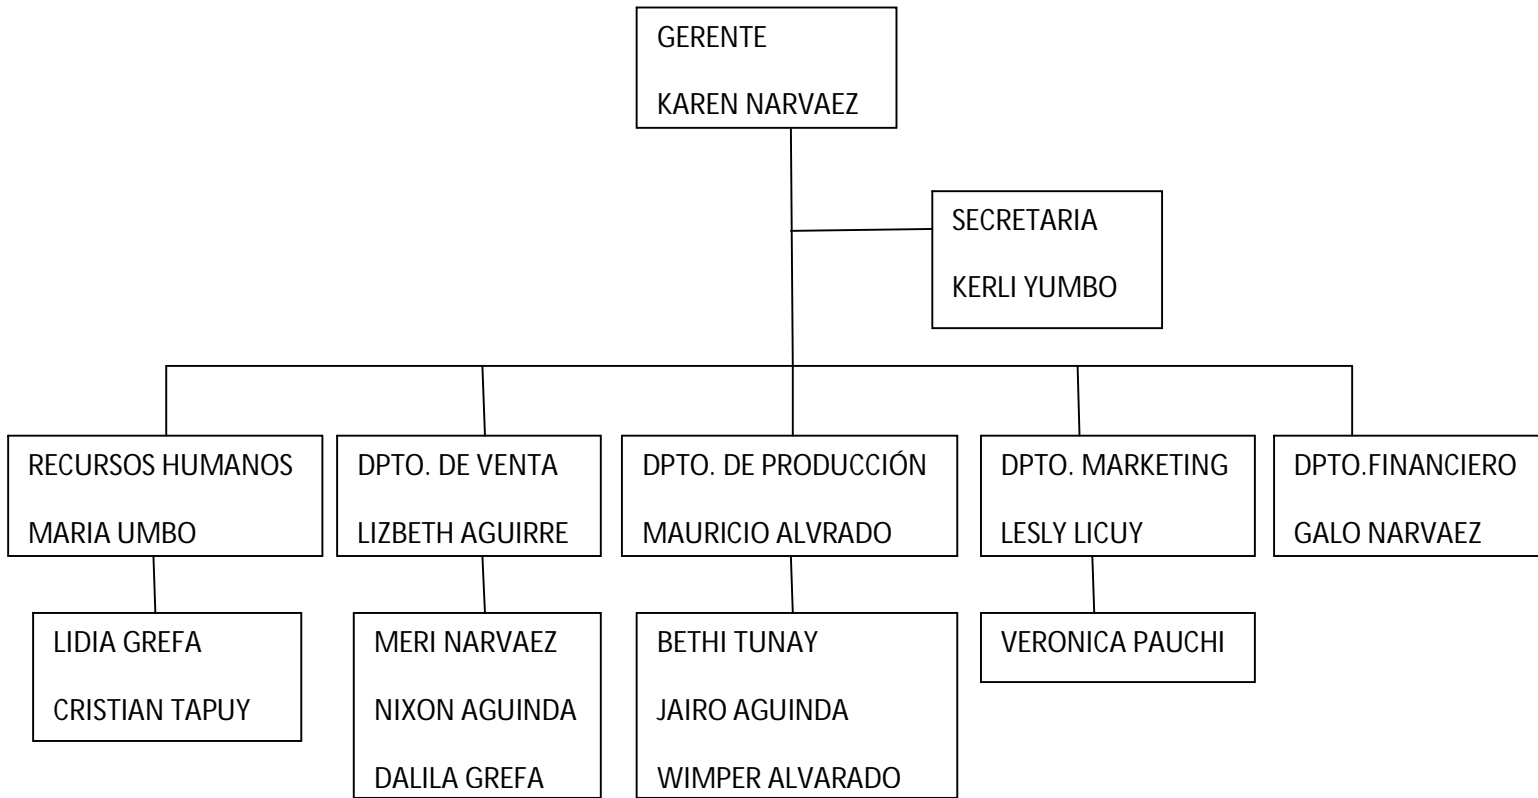 GERENTE
KAREN NARVAEZ
SECRETARIA
KERLI YUMBO
RECURSOS HUMANOS
MARIA UMBO
DPTO. DE VENTA
LIZBETH AGUIRRE
DPTO. DE PRODUCCIÓN
MAURICIO ALVRADO
DPTO. MARKETING
LESLY LICUY
DPTO.FINANCIERO
GALO NARVAEZ
LIDIA GREFA
CRISTIAN TAPUY
MERI NARVAEZ
NIXON AGUINDA
DALILA GREFA
BETHI TUNAY
JAIRO AGUINDA
WIMPER ALVARADO
VERONICA PAUCHI